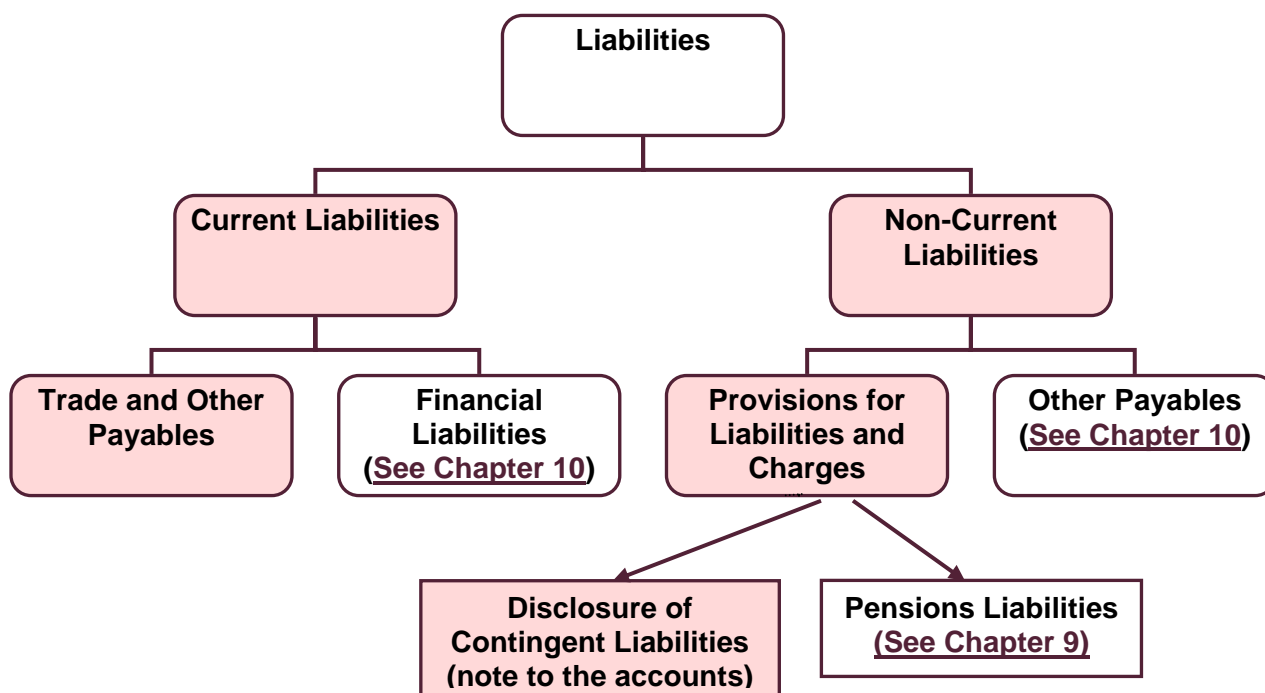 Liabilities
Current Liabilities
Non-Current
Liabilities
Trade and Other
Payables
Financial
Liabilities
(See Chapter 10)
Provisions for
Liabilities and
Charges
Other Payables
(See Chapter 10)
Disclosure of
Contingent Liabilities
(note to the accounts)
Pensions Liabilities
(See Chapter 9)